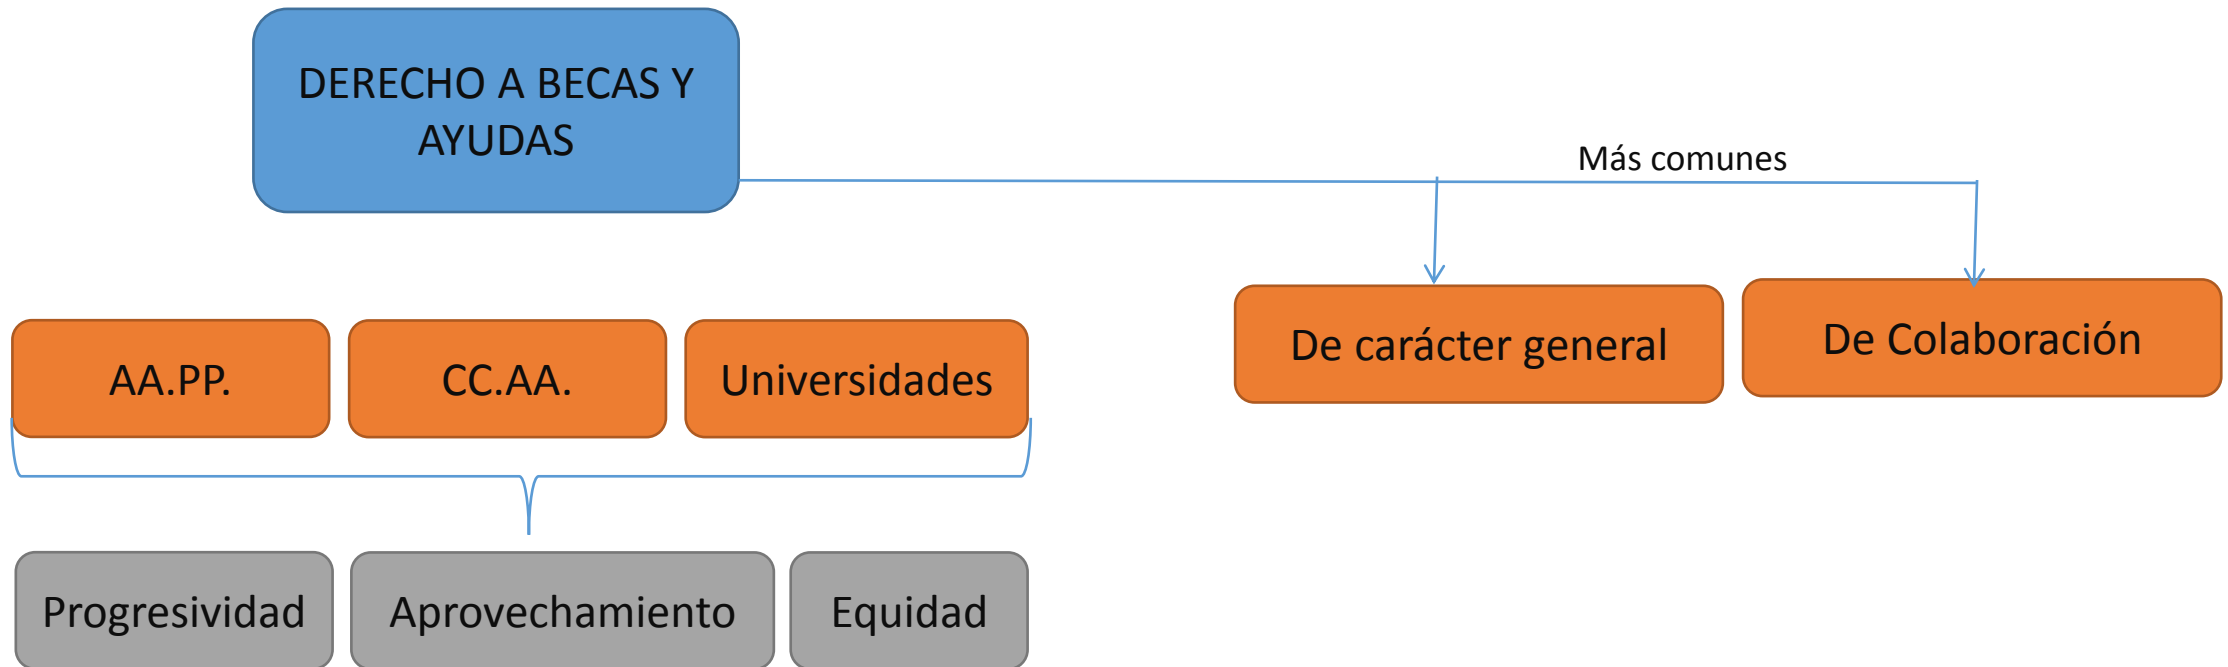 DERECHO A BECAS Y
AYUDAS
Más comunes
De carácter general
De Colaboración
AA.PP.
CC.AA.
Universidades
Progresividad
Aprovechamiento
Equidad